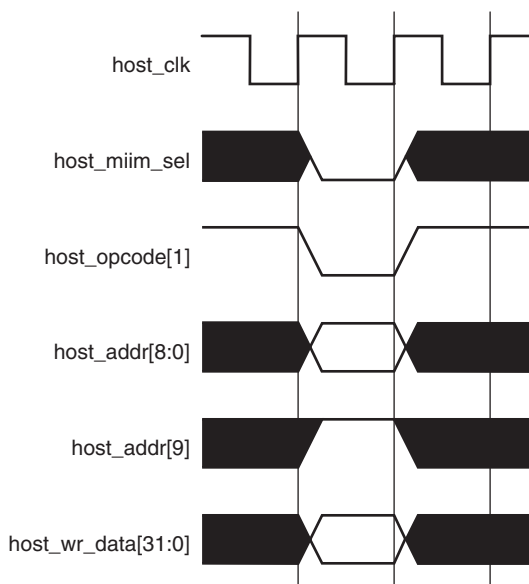 host_clk
host_miim_sel
host_opcode[1]
host_addr[8:0]
host_addr[9]
host_wr_data[31:0]